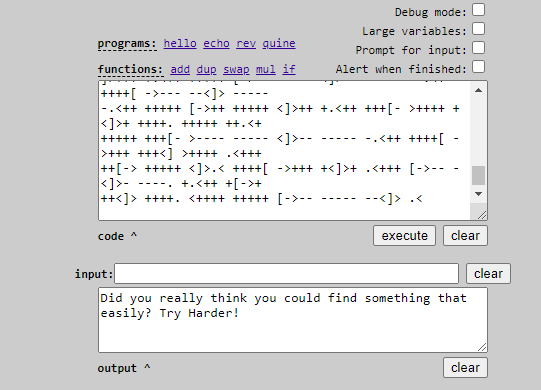 Debug mode:
Large variables:
programs: hello echo rev quine
Prompt for input:
functions: add dup swap mul if
Alert when finished:
++++[ ->--- --<]> -----
-.<++ +++++ [->++ +++++ <]>++ +.<++ +++[- >++++ +
<]>+ ++++. +++++ ++.<+
+++++ +++[- >---- ----- <]>-- ----- -.<++ ++++[ -
>+++ +++<] >++++ .<+++
++[-> +++++ <]>.< ++++[ ->+++ +<]>+ .<+++ [->-- -
<]>- ----. +.<++ +[->+
++<]> ++++. <++++ +++++ [->-- ----- --<]> .<
code ^
execute
clear
input:
clear
Did you really think you could find something that
easily? Try Harder!
output ^
clear